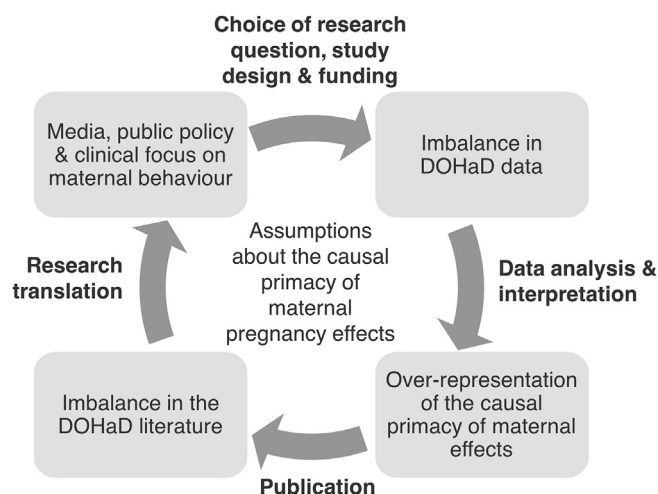 Choice of research
question, study
design & funding
Media, public policy
& clinical focus on
maternal behaviour
Imbalance in
DOHaD data
Assumptions
about the causal
primacy of
maternal
pregnancy effects
Research
translation
Data analysis &
interpretation
Imbalance in the
DOHaD literature
Over-representation
of the causal
primacy of maternal
effects
Publication